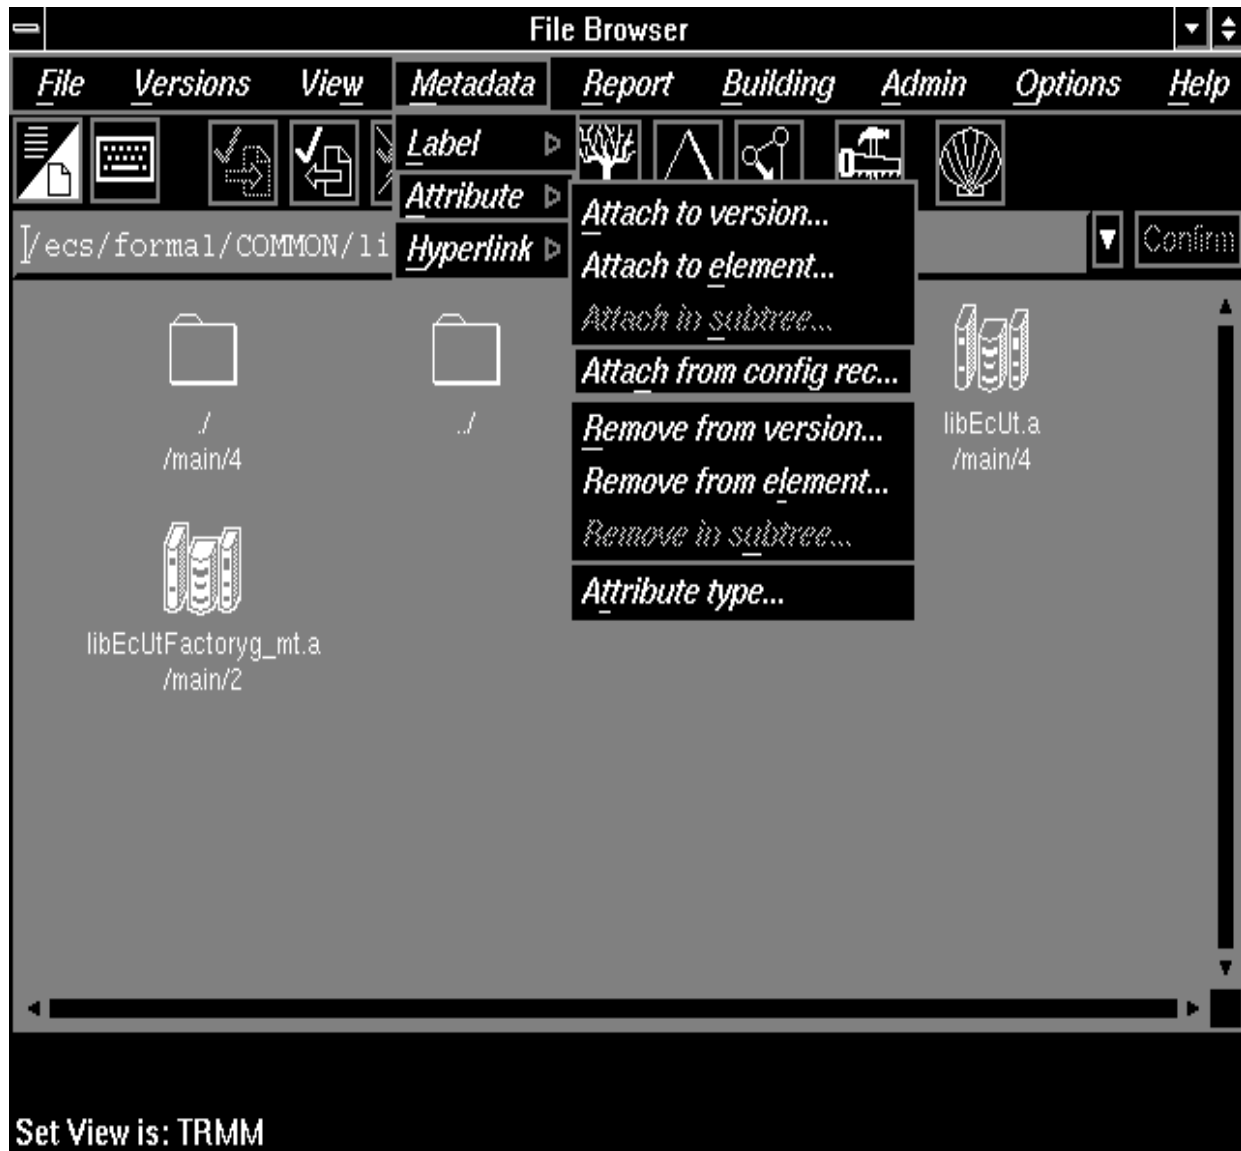 File Browser
File Versions View Metadata Report Building Admin Options Help
Label
Attribute
Hyperlink
Attach to version...
Attach to element...
Attach in subtree...
Attach from config rec...
Remove from version...
Remove from element...
Remove in subtree...
Attribute type...
/ecs/formal/COMMON/li
Confirm
./
/main/4
../
libEcUt.a
/main/4
libEcUtFactoryg_mt.a
/main/2
Set View is: TRMM